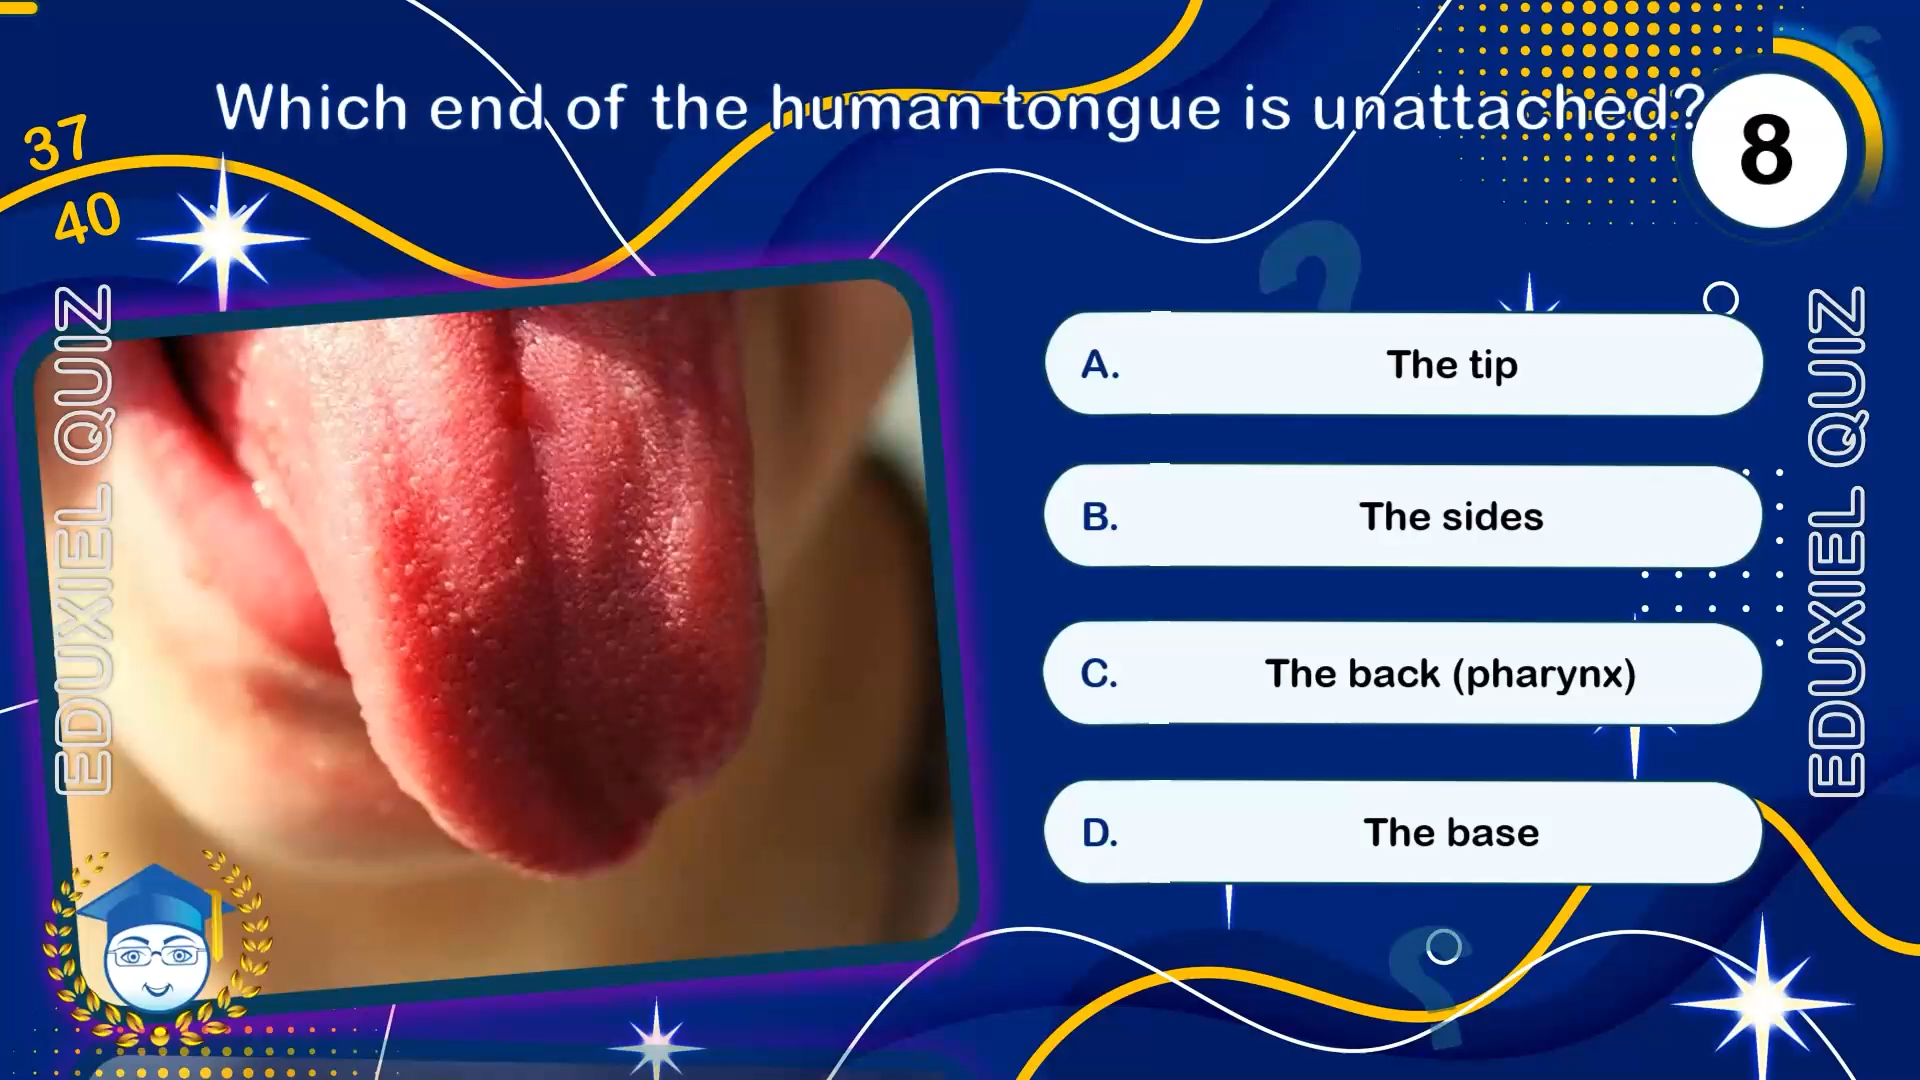 Which end of the human tongue is unattached?
8
37
40
EDUXIEL QUIZ
A. The tip
B. The sides
C. The back (pharynx)
D. The base
EDUXIEL QUIZ